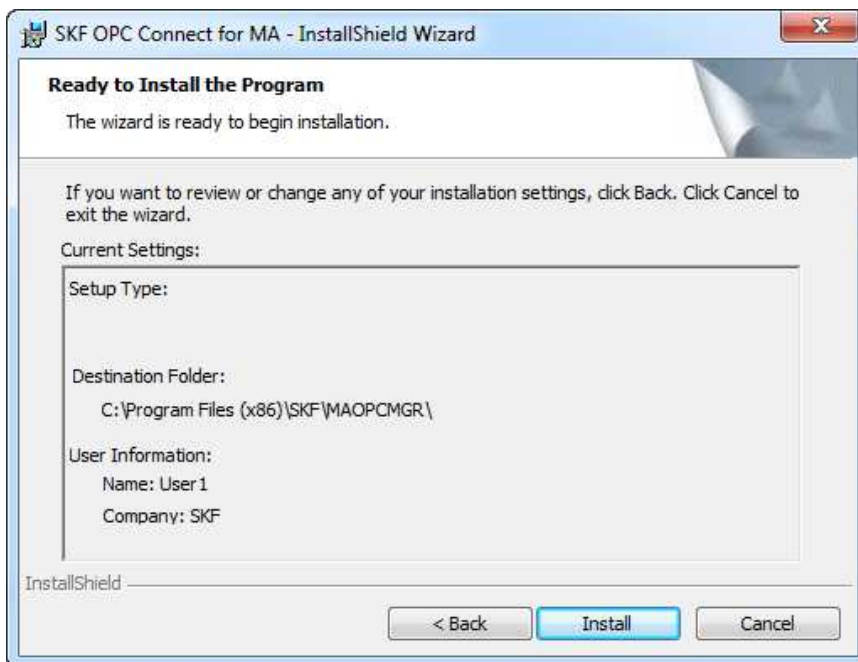 SKF OPC Connect for MA - InstallShield Wizard
Ready to Install the Program
The wizard is ready to begin installation.
If you want to review or change any of your installation settings, click Back. Click Cancel to
exit the wizard.
Current Settings:
Setup Type:
Destination Folder:
C:\Program Files (x86)\SKF\MAOPCMGR\
User Information:
Name: User1
Company: SKF
InstallShield
< Back
Install
Cancel